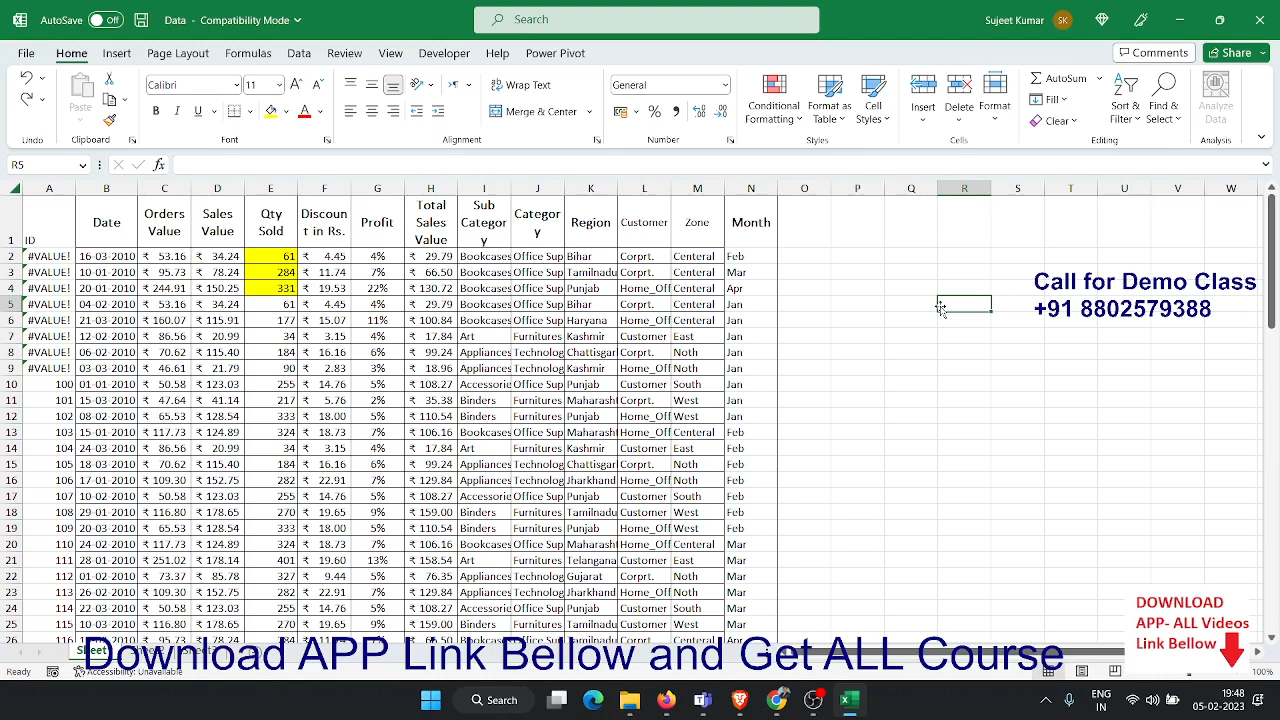 AutoSave Off Data - Compatibility Mode Search Sujeet Kumar SK
File Home Insert Page Layout Formulas Data Review View Developer Help Power Pivot Comments Share
Paste Calibri 11 Wrap Text General Conditional Formatting Format as Table Cell Styles Insert Delete Format AutoSum Sort & Filter Find & Select Analyze Data
Merge & Center Fill Clear
Undo Clipboard Font Alignment Number Styles Cells Editing Analysis
R5 fx
A B C D E F G H I J K L M N O P Q R S T U V W
1 ID Date Orders Value Sales Value Qty Sold Discount in Rs. Profit Total Sales Value Sub Category Category Region Customer Zone Month
2 #VALUE! 16-03-2010 ₹ 53.16 ₹ 34.24 61 ₹ 4.45 4% ₹ 29.79 Bookcases Office Sup Bihar Corprt. Centeral Feb
3 #VALUE! 10-01-2010 ₹ 95.73 ₹ 78.24 284 ₹ 11.74 7% ₹ 66.50 Bookcases Office Sup Tamilnadu Corprt. Centeral Mar
4 #VALUE! 20-01-2010 ₹ 244.91 ₹ 150.25 331 ₹ 19.53 22% ₹ 130.72 Bookcases Office Sup Punjab Home_Off Centeral Apr
5 #VALUE! 04-02-2010 ₹ 53.16 ₹ 34.24 61 ₹ 4.45 4% ₹ 29.79 Bookcases Office Sup Bihar Corprt. Centeral Jan
6 #VALUE! 21-03-2010 ₹ 160.07 ₹ 115.91 177 ₹ 15.07 11% ₹ 100.84 Bookcases Office Sup Haryana Home_Off Centeral Jan
7 #VALUE! 12-02-2010 ₹ 86.56 ₹ 20.99 34 ₹ 3.15 4% ₹ 17.84 Art Furnitures Kashmir Customer East Jan
8 #VALUE! 06-02-2010 ₹ 70.62 ₹ 115.40 184 ₹ 16.16 6% ₹ 99.24 Appliances Technolog Chattisgar Corprt. Noth Jan
9 #VALUE! 03-03-2010 ₹ 46.61 ₹ 21.79 90 ₹ 2.83 3% ₹ 18.96 Appliances Technolog Kashmir Home_Off Noth Jan
10 100 01-01-2010 ₹ 50.58 ₹ 123.03 255 ₹ 14.76 5% ₹ 108.27 Accessorie Office Sup Punjab Customer South Jan
11 101 15-03-2010 ₹ 47.64 ₹ 41.14 217 ₹ 5.76 2% ₹ 35.38 Binders Furnitures Maharasht Corprt. West Jan
12 102 08-02-2010 ₹ 65.53 ₹ 128.54 333 ₹ 18.00 5% ₹ 110.54 Binders Furnitures Punjab Home_Off West Jan
13 103 15-01-2010 ₹ 117.73 ₹ 124.89 324 ₹ 18.73 7% ₹ 106.16 Bookcases Office Sup Maharasht Home_Off Centeral Feb
14 104 24-03-2010 ₹ 86.56 ₹ 20.99 34 ₹ 3.15 4% ₹ 17.84 Art Furnitures Kashmir Customer East Feb
15 105 18-03-2010 ₹ 70.62 ₹ 115.40 184 ₹ 16.16 6% ₹ 99.24 Appliances Technolog Chattisgar Corprt. Noth Feb
16 106 17-01-2010 ₹ 109.30 ₹ 152.75 282 ₹ 22.91 7% ₹ 129.84 Appliances Technolog Jharkhand Home_Off Noth Feb
17 107 10-02-2010 ₹ 50.58 ₹ 123.03 255 ₹ 14.76 5% ₹ 108.27 Accessorie Office Sup Punjab Customer South Feb
18 108 29-01-2010 ₹ 116.80 ₹ 178.65 270 ₹ 19.65 9% ₹ 159.00 Binders Furnitures Tamilnadu Customer West Feb
19 109 20-03-2010 ₹ 65.53 ₹ 128.54 333 ₹ 18.00 5% ₹ 110.54 Binders Furnitures Punjab Home_Off West Feb
20 110 24-02-2010 ₹ 117.73 ₹ 124.89 324 ₹ 18.73 7% ₹ 106.16 Bookcases Office Sup Maharasht Home_Off Centeral Mar
21 111 28-01-2010 ₹ 251.02 ₹ 178.14 401 ₹ 19.60 13% ₹ 158.54 Art Furnitures Telangana Customer East Mar
22 112 01-02-2010 ₹ 73.37 ₹ 85.78 327 ₹ 9.44 5% ₹ 76.35 Appliances Technolog Gujarat Corprt. Noth Mar
23 113 26-02-2010 ₹ 109.30 ₹ 152.75 282 ₹ 22.91 7% ₹ 129.84 Appliances Technolog Jharkhand Home_Off Noth Mar
24 114 22-03-2010 ₹ 50.58 ₹ 123.03 255 ₹ 14.76 5% ₹ 108.27 Accessorie Office Sup Punjab Customer South Mar
25 115 10-03-2010 ₹ 116.80 ₹ 178.65 270 ₹ 19.65 9% ₹ 159.00 Binders Furnitures Tamilnadu Customer West Mar
Call for Demo Class
+91 8802579388
DOWNLOAD
APP- ALL Videos
Link Bellow
Download APP Link Bellow and Get ALL Course
Ready Accessibility: Unavailable 100%
Search ENG IN 19:48 05-02-2023